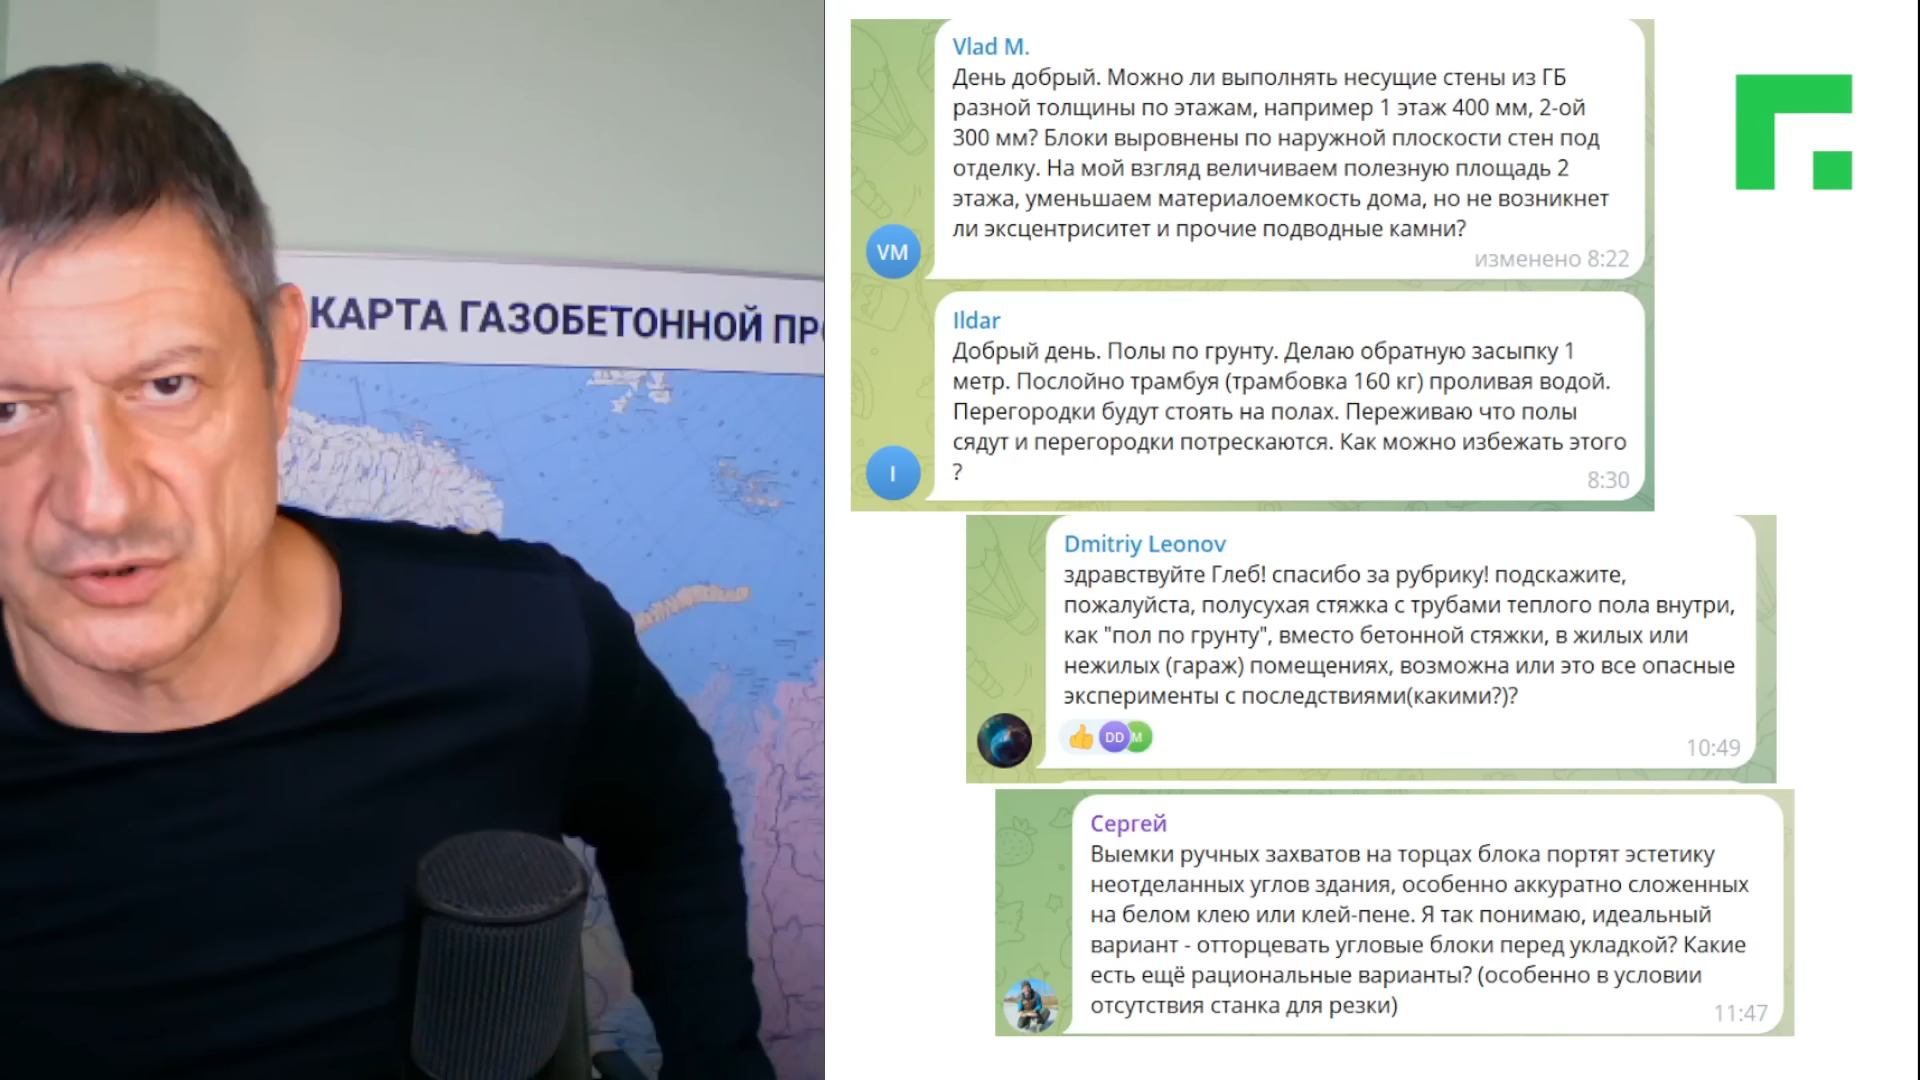 КАРТА ГАЗОБЕТОННОЙ ПР
Vlad M.
День добрый. Можно ли выполнять несущие стены из ГБ
разной толщины по этажам, например 1 этаж 400 мм, 2-ой
300 мм? Блоки выровнены по наружной плоскости стен под
отделку. На мой взгляд величиваем полезную площадь 2
этажа, уменьшаем материалоемкость дома, но не возникнет
ли эксцентриситет и прочие подводные камни?
VM
изменено 8:22
Ildar
Добрый день. Полы по грунту. Делаю обратную засыпку 1
метр. Послойно трамбуя (трамбовка 160 кг) проливая водой.
Перегородки будут стоять на полах. Переживаю что полы
сядут и перегородки потрескаются. Как можно избежать этого
?
I
8:30
Dmitriy Leonov
здравствуйте Глеб! спасибо за рубрику! подскажите,
пожалуйста, полусухая стяжка с трубами теплого пола внутри,
как "пол по грунту", вместо бетонной стяжки, в жилых или
нежилых (гараж) помещениях, возможна или это все опасные
эксперименты с последствиями(какими?)?
DD M
10:49
Сергей
Выемки ручных захватов на торцах блока портят эстетику
неотделанных углов здания, особенно аккуратно сложенных
на белом клею или клей-пене. Я так понимаю, идеальный
вариант - отторцевать угловые блоки перед укладкой? Какие
есть ещё рациональные варианты? (особенно в условии
отсутствия станка для резки)
11:47